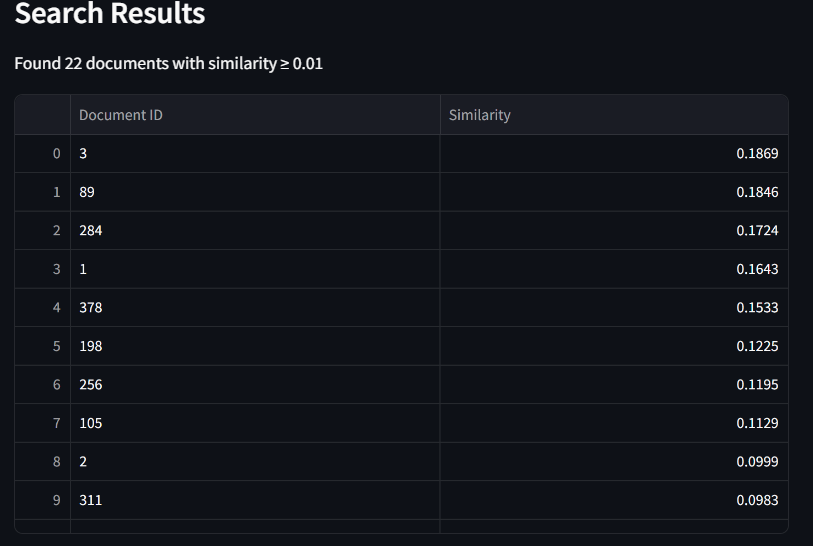 Search Results
Found 22 documents with similarity ≥ 0.01
Document ID Similarity
0 3 0.1869
1 89 0.1846
2 284 0.1724
3 1 0.1643
4 378 0.1533
5 198 0.1225
6 256 0.1195
7 105 0.1129
8 2 0.0999
9 311 0.0983